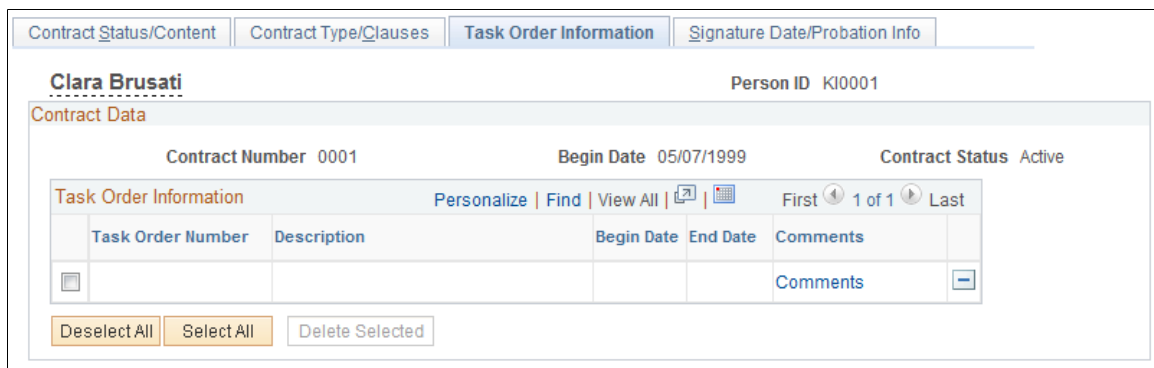 Contract Status/Content Contract Type/Clauses Task Order Information Signature Date/Probation Info
Clara Brusati Person ID KI0001
Contract Data
Contract Number 0001 Begin Date 05/07/1999 Contract Status Active
Task Order Information Personalize | Find | View All | | First 1 of 1 Last
Task Order Number Description Begin Date End Date Comments
Comments
Deselect All Select All Delete Selected